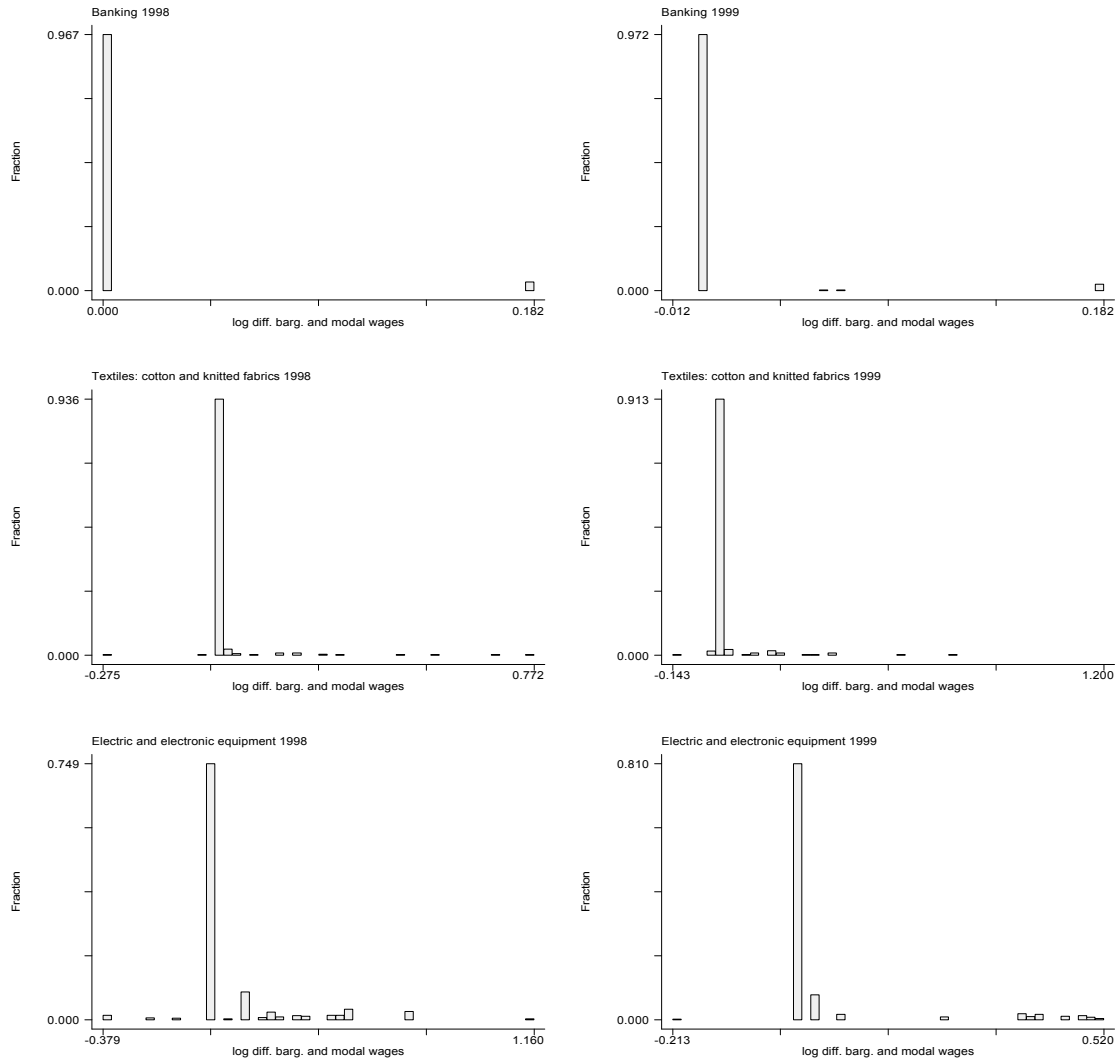 Banking 1998
0.967
Fraction
0.000
0.000
0.182
log diff. barg. and modal wages
Banking 1999
0.972
Fraction
0.000
-0.012
0.182
log diff. barg. and modal wages
Textiles: cotton and knitted fabrics 1998
0.936
Fraction
0.000
-0.275
0.772
log diff. barg. and modal wages
Textiles: cotton and knitted fabrics 1999
0.913
Fraction
0.000
-0.143
1.200
log diff. barg. and modal wages
Electric and electronic equipment 1998
0.749
Fraction
0.000
-0.379
1.160
log diff. barg. and modal wages
Electric and electronic equipment 1999
0.810
Fraction
0.000
-0.213
0.520
log diff. barg. and modal wages